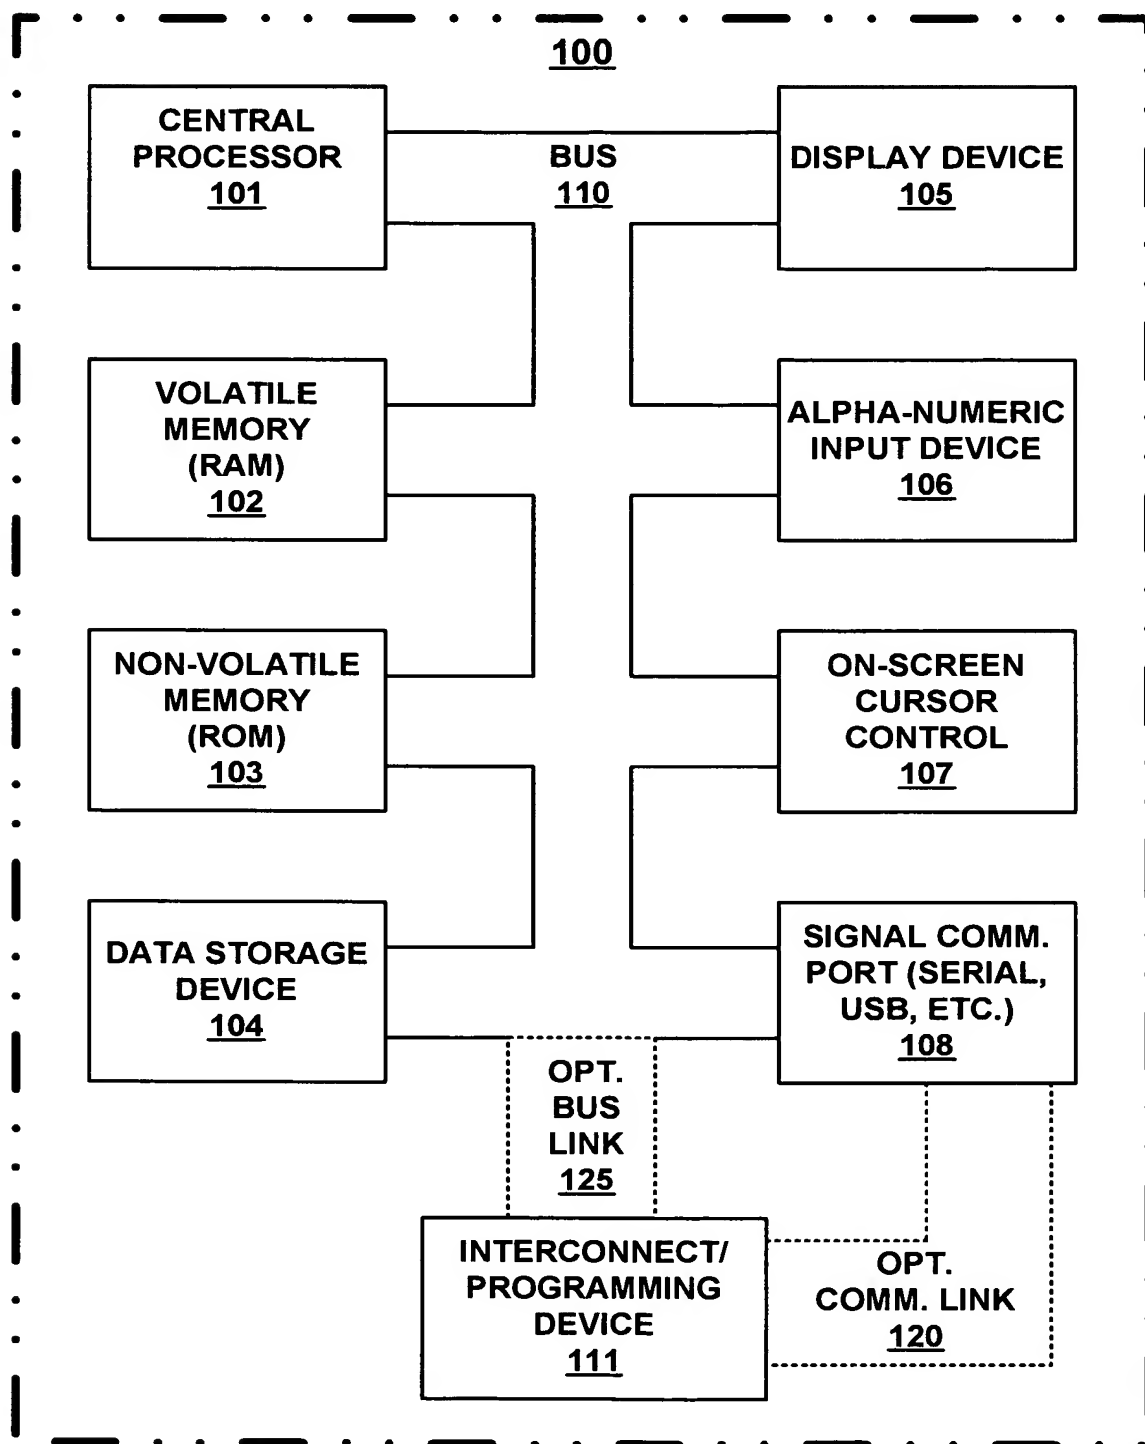 100
CENTRAL
PROCESSOR
101
BUS
110
DISPLAY DEVICE
105
VOLATILE
MEMORY
(RAM)
102
ALPHA-NUMERIC
INPUT DEVICE
106
NON-VOLATILE
MEMORY
(ROM)
103
ON-SCREEN
CURSOR
CONTROL
107
DATA STORAGE
DEVICE
104
SIGNAL COMM.
PORT (SERIAL,
USB, ETC.)
108
OPT.
BUS
LINK
125
INTERCONNECT/
PROGRAMMING
DEVICE
111
OPT.
COMM. LINK
120